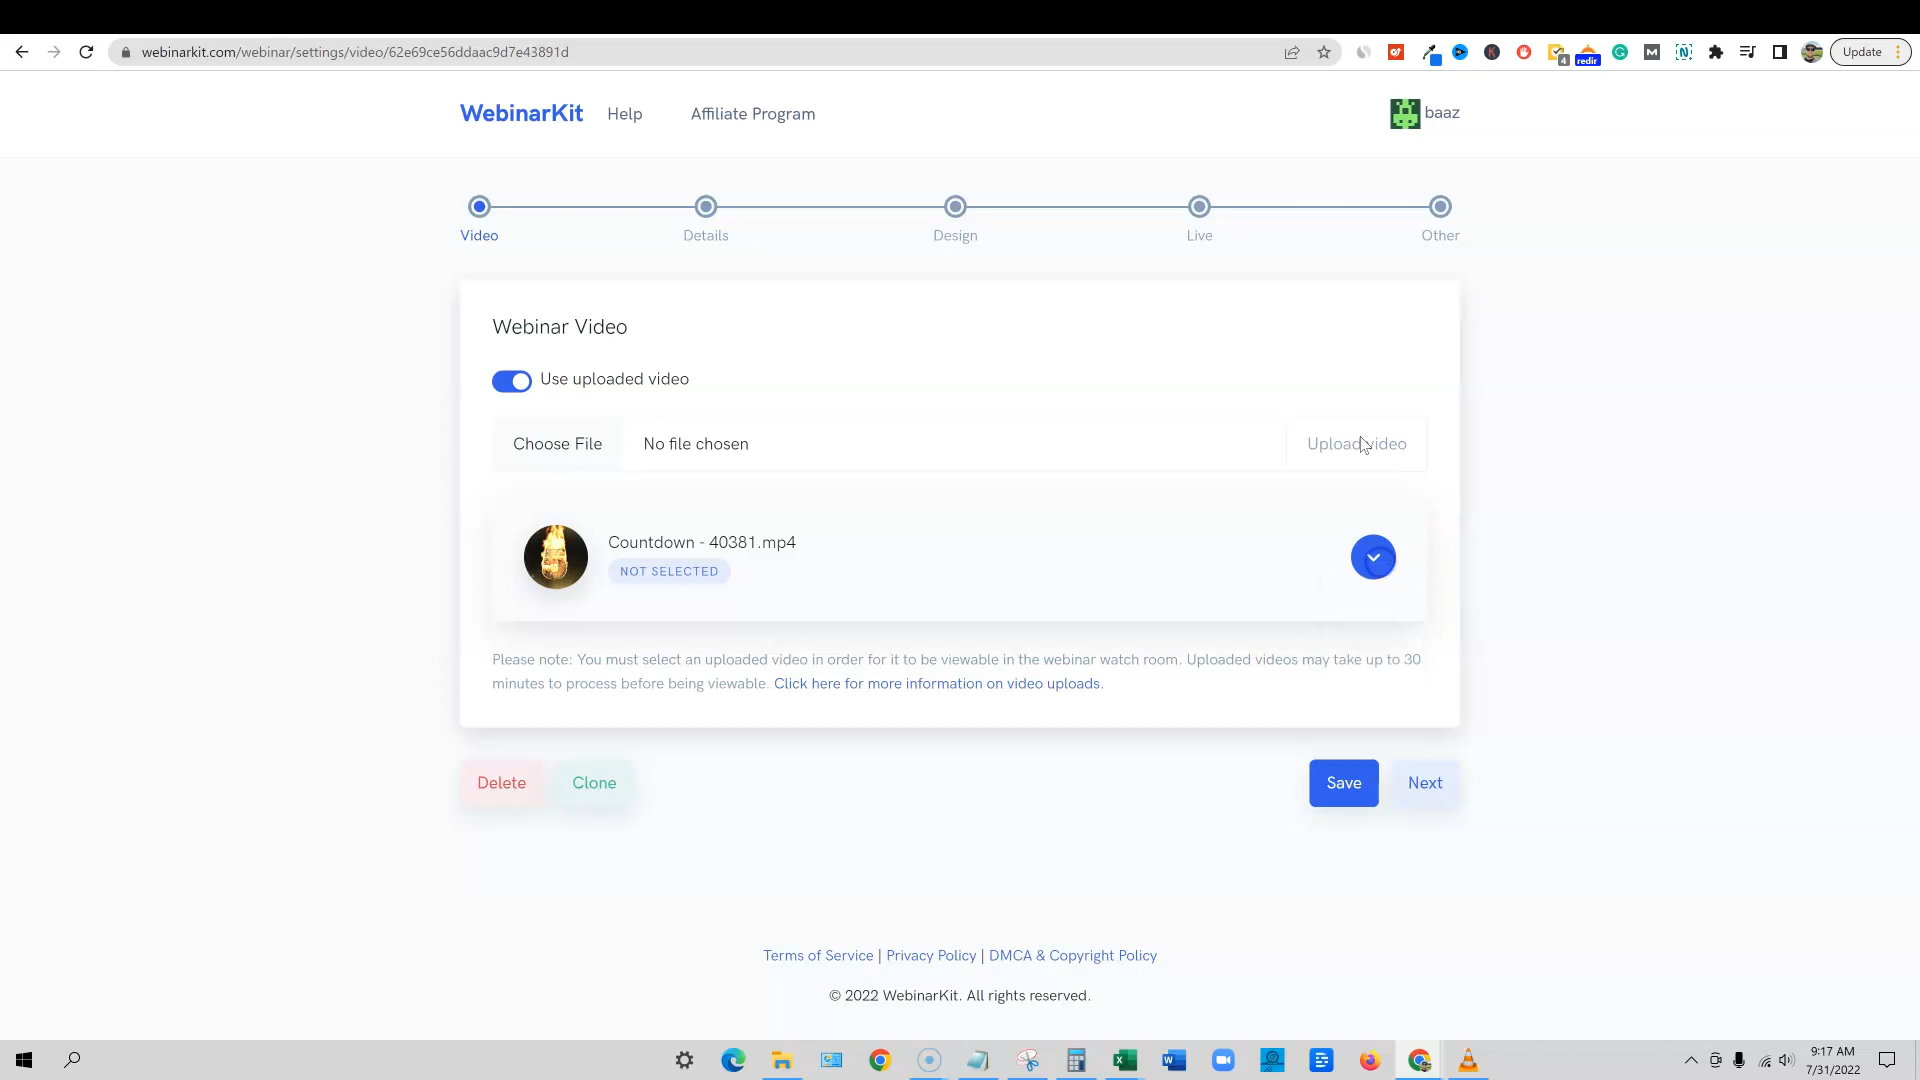 webinarkit.com/webinar/settings/video/62e69ce56ddaac9d7e43891d
4
redir
Update
WebinarKit
Help
Affiliate Program
baaz
Video
Details
Design
Live
Other
Webinar Video
Use uploaded video
Choose File
No file chosen
Upload video
Countdown - 40381.mp4
NOT SELECTED
Please note: You must select an uploaded video in order for it to be viewable in the webinar watch room. Uploaded videos may take up to 30
minutes to process before being viewable. Click here for more information on video uploads.
Delete
Clone
Save
Next
Terms of Service | Privacy Policy | DMCA & Copyright Policy
© 2022 WebinarKit. All rights reserved.
9:17 AM
7/31/2022